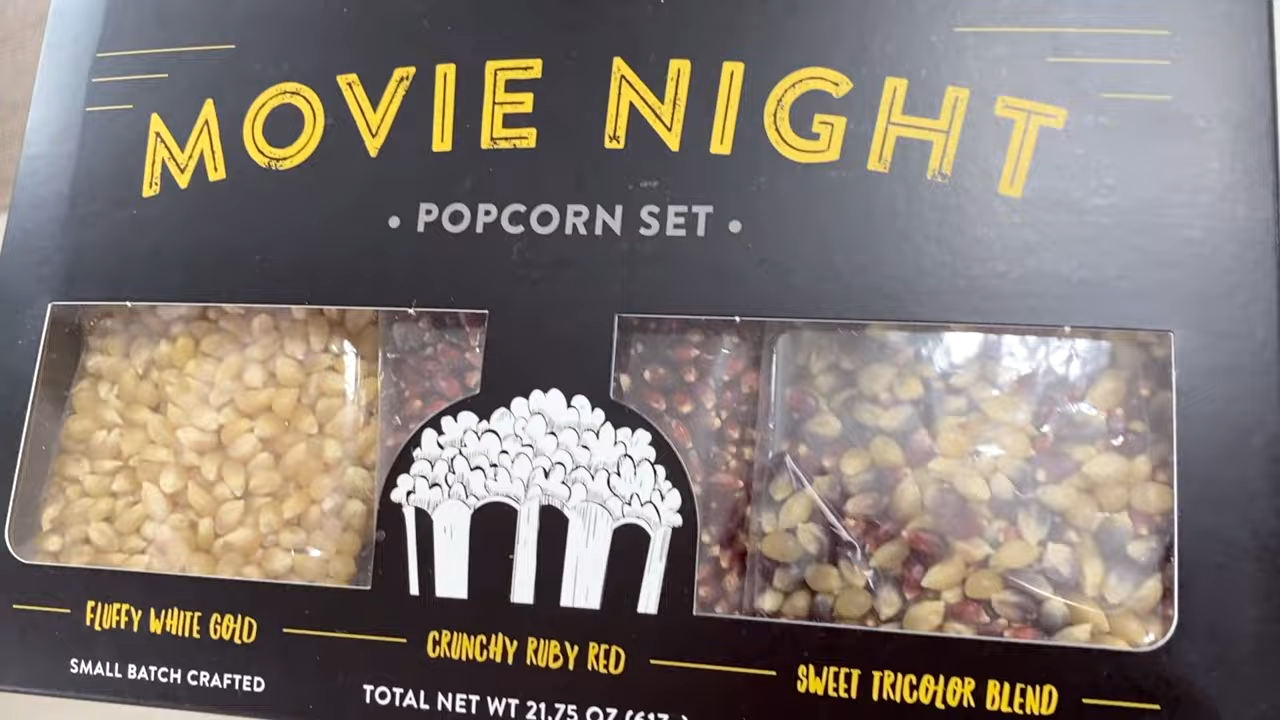 MOVIE NIGHT
• POPCORN SET •
FLUFFY WHITE GOLD
CRUNCHY RUBY RED
SWEET TRICOLOR BLEND
SMALL BATCH CRAFTED
TOTAL NET WT 21.75 OZ